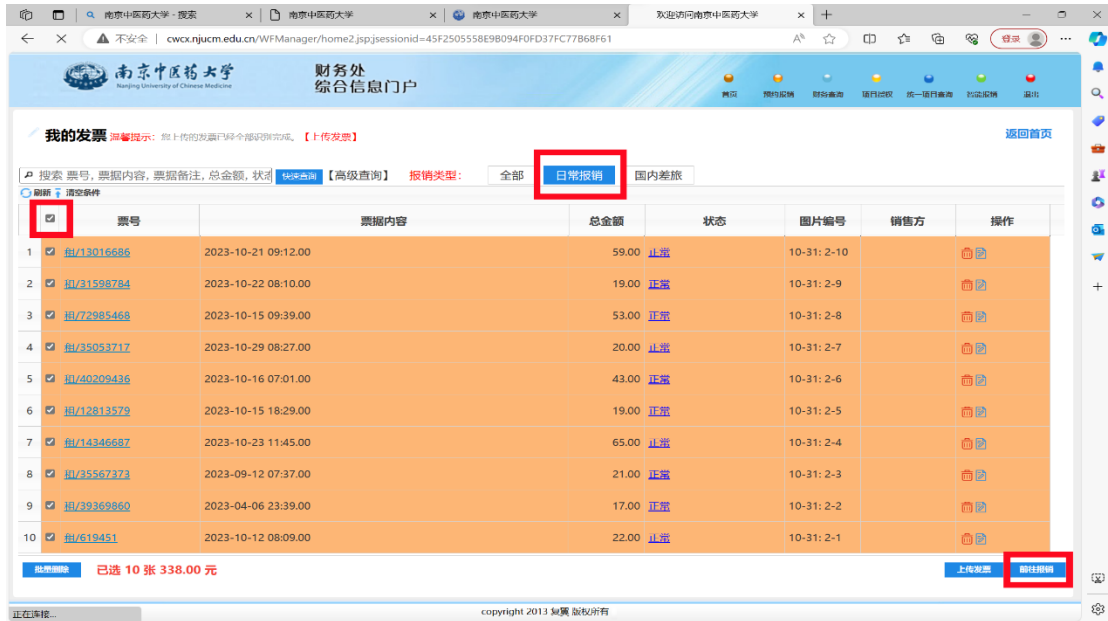 南京中医药大学 - 搜索
南京中医药大学
南京中医药大学
欢迎访问南京中医药大学
不安全 | cwcx.njucm.edu.cn/WFManager/home2.jsp;jsessionid=45F2505558E9B094F0FD37FC77B68F61
登录
南京中医药大学
Nanjing University of Chinese Medicine
财务处
综合信息门户
首页 预约报销 财务查询 项目授权 统一项目查询 智能报销 退出
我的发票 温馨提示：您上传的发票已经全部识别完成。【上传发票】 返回首页
搜索 票号, 票据内容, 票据备注, 总金额, 状态 快速查询 【高级查询】 报销类型： 全部 日常报销 国内差旅
刷新 清空条件
票号 票据内容 总金额 状态 图片编号 销售方 操作
1 租/13016686 2023-10-21 09:12.00 59.00 正常 10-31: 2-10
2 租/31598784 2023-10-22 08:10.00 19.00 正常 10-31: 2-9
3 租/72985468 2023-10-15 09:39.00 53.00 正常 10-31: 2-8
4 租/35053717 2023-10-29 08:27.00 20.00 正常 10-31: 2-7
5 租/40209436 2023-10-16 07:01.00 43.00 正常 10-31: 2-6
6 租/12813579 2023-10-15 18:29.00 19.00 正常 10-31: 2-5
7 租/14346687 2023-10-23 11:45.00 65.00 正常 10-31: 2-4
8 租/35567373 2023-09-12 07:37.00 21.00 正常 10-31: 2-3
9 租/39369860 2023-04-06 23:39.00 17.00 正常 10-31: 2-2
10 租/619451 2023-10-12 08:09.00 22.00 正常 10-31: 2-1
批量删除 已选 10 张 338.00 元 上传发票 前往报销
正在连接...
copyright 2013 复翼 版权所有